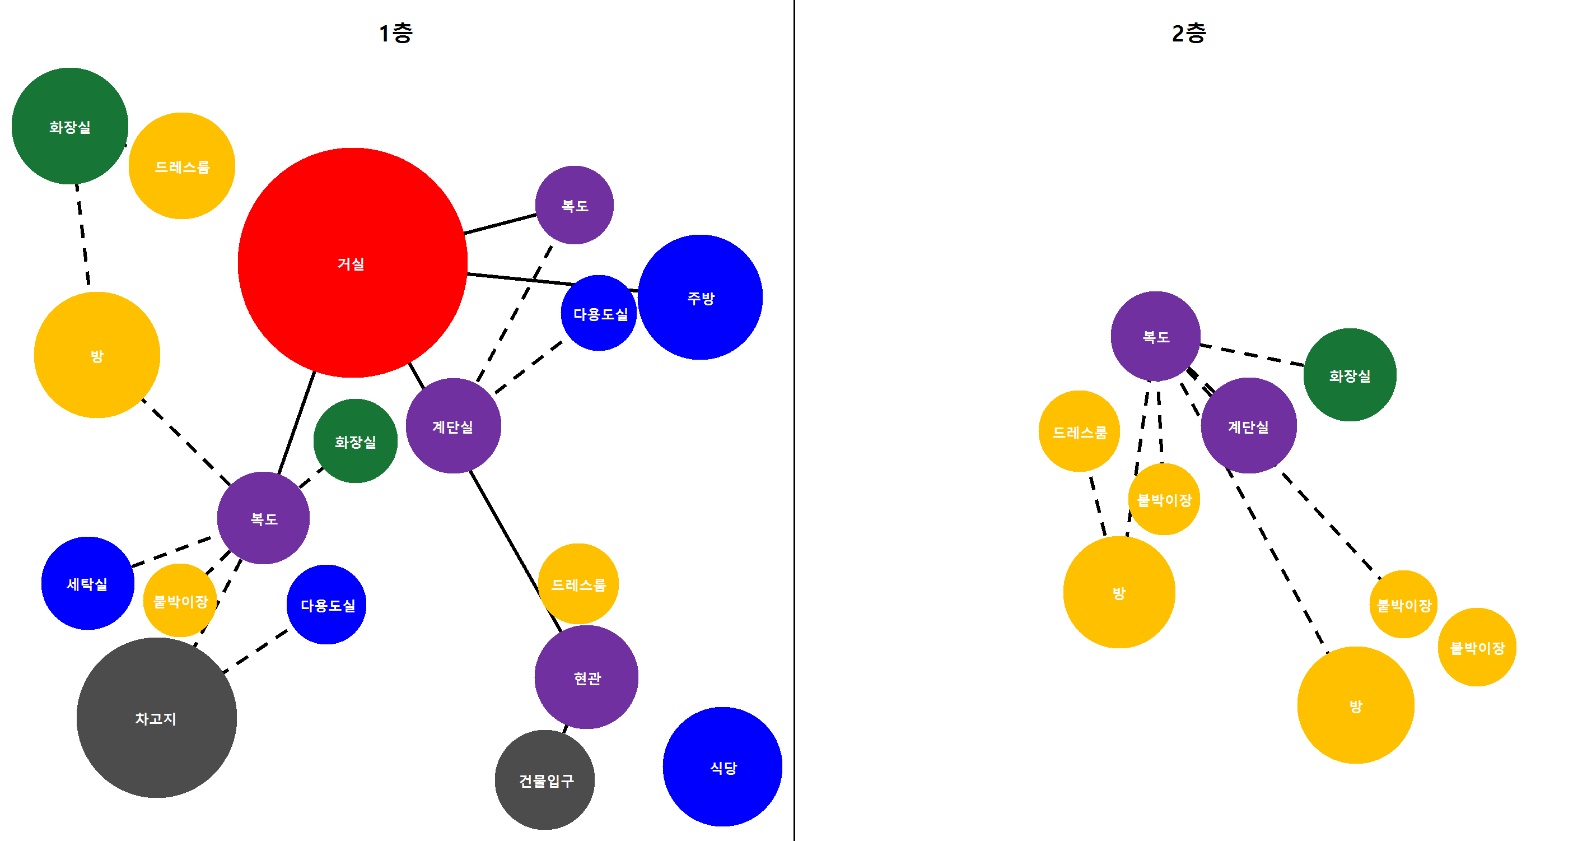 1층
화장실
드레스룸
거실
복도
주방
다용도실
방
화장실
계단실
복도
세탁실
붙박이장
다용도실
드레스룸
현관
차고지
건물입구
식당
2층
복도
화장실
드레스룸
계단실
붙박이장
방
붙박이장
붙박이장
방